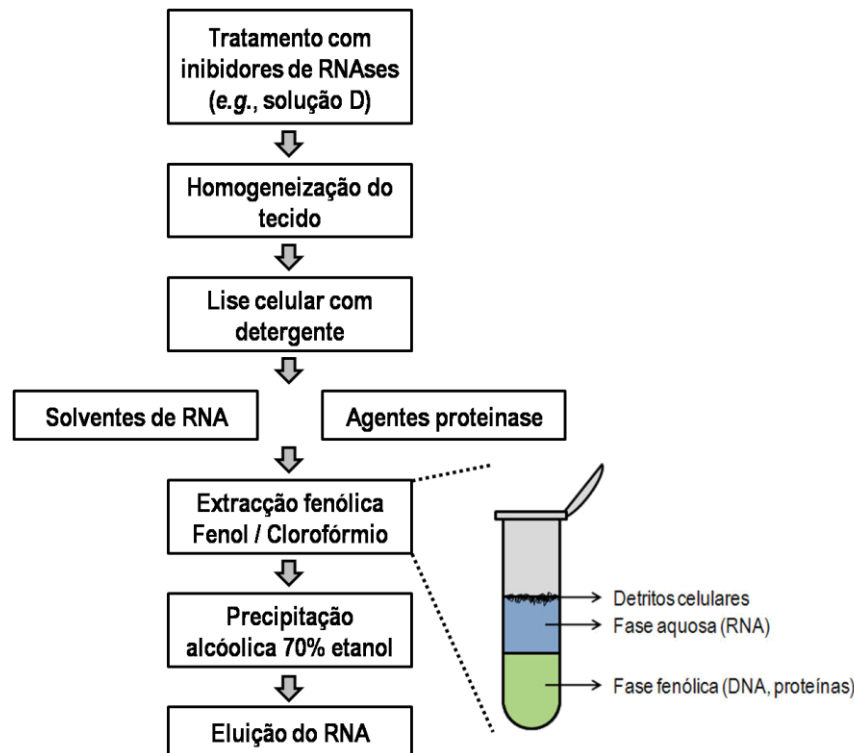 Tratamento com
inibidores de RNAses
(e.g., solução D)
Homogeneização do
tecido
Lise celular com
detergente
Solventes de RNA
Agentes proteinase
Extracção fenólica
Fenol / Clorofórmio
Precipitação
alcóolica 70% etanol
Eluição do RNA
Detritos celulares
Fase aquosa (RNA)
Fase fenólica (DNA, proteínas)